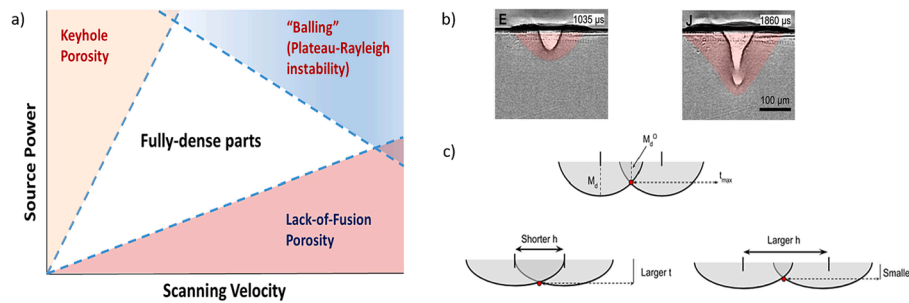 a)
Keyhole
Porosity
“Balling”
(Plateau-Rayleigh
instability)
Fully-dense parts
Lack-of-Fusion
Porosity
Source Power
Scanning Velocity
b)
E
1035 µs
J
1860 µs
100 µm
c)
M_d^O
M_d
t_max
Shorter h
Larger t
Larger h
Smalle